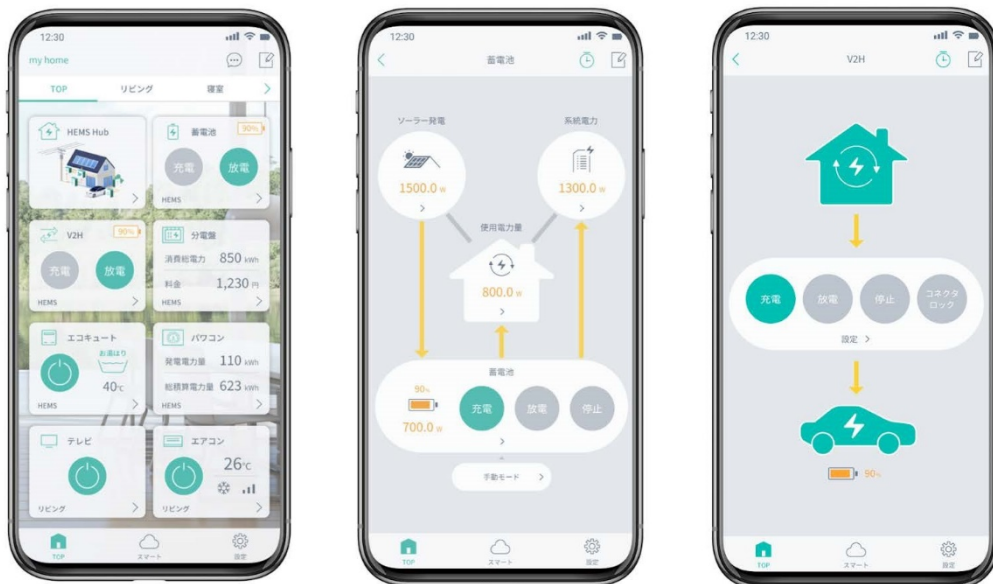 12:30
my home
TOP リビング 寝室
HEMS Hub
蓄電池 90%
充電 放電
HEMS
V2H 90%
充電 放電
HEMS
分電盤
消費総電力 850 kWh
料金 1,230 円
HEMS
エコキュート
お湯はり
40℃
HEMS
パワコン
発電電力量 110 kWh
総積算電力量 623 kWh
HEMS
テレビ
リビング
エアコン
26℃
リビング
TOP スマート 設定
12:30
蓄電池
ソーラー発電 系統電力
1500.0 w 1300.0 w
使用電力量
800.0 w
蓄電池
90%
700.0 w
充電 放電 停止
手動モード
TOP スマート 設定
12:30
V2H
充電 放電 停止 コネクタ
ロック
設定
90%
TOP スマート 設定